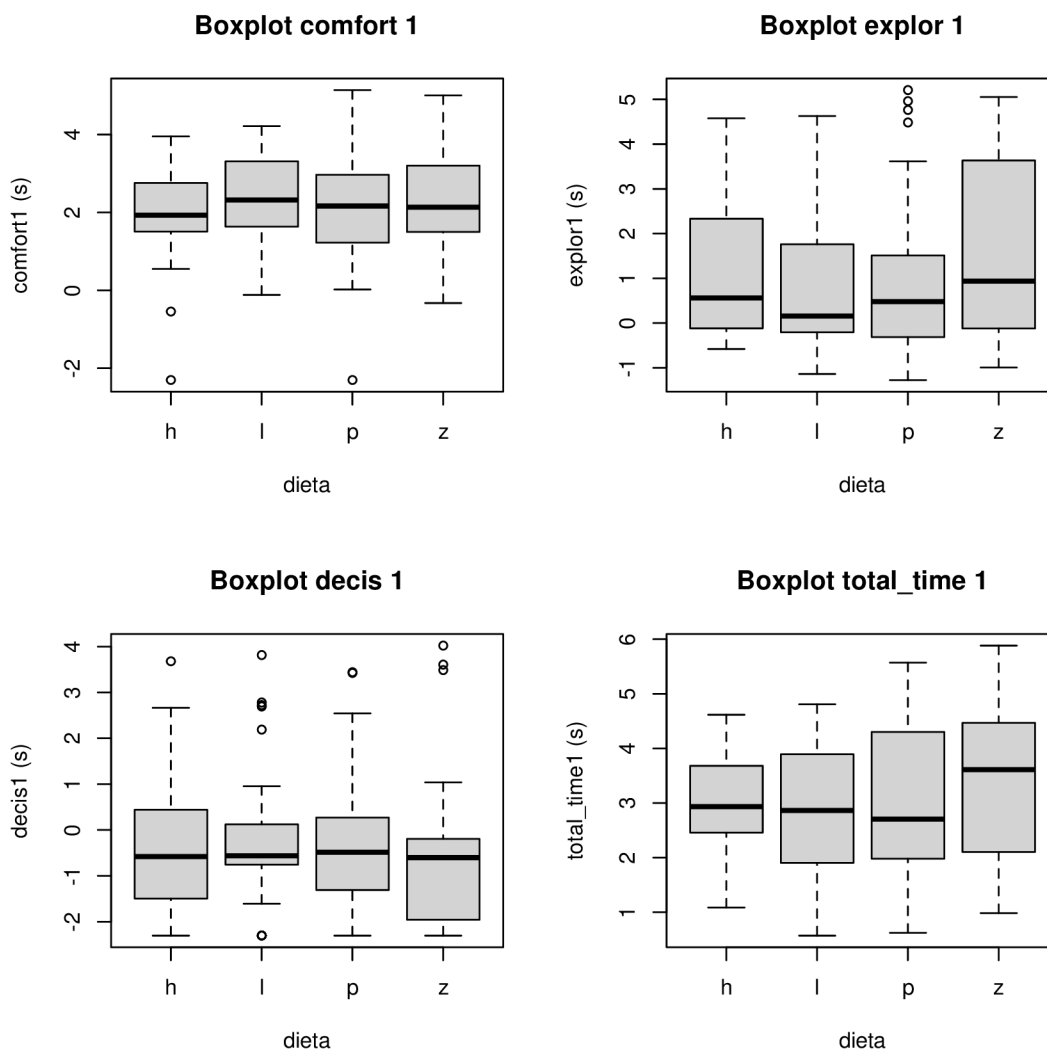 Boxplot comfort 1
comfort1 (s)
4
2
0
-2
h l p z
dieta
Boxplot explor 1
explor1 (s)
5
4
3
2
1
0
-1
h l p z
dieta
Boxplot decis 1
decis1 (s)
4
3
2
1
0
-1
-2
h l p z
dieta
Boxplot total_time 1
total_time1 (s)
6
5
4
3
2
1
h l p z
dieta